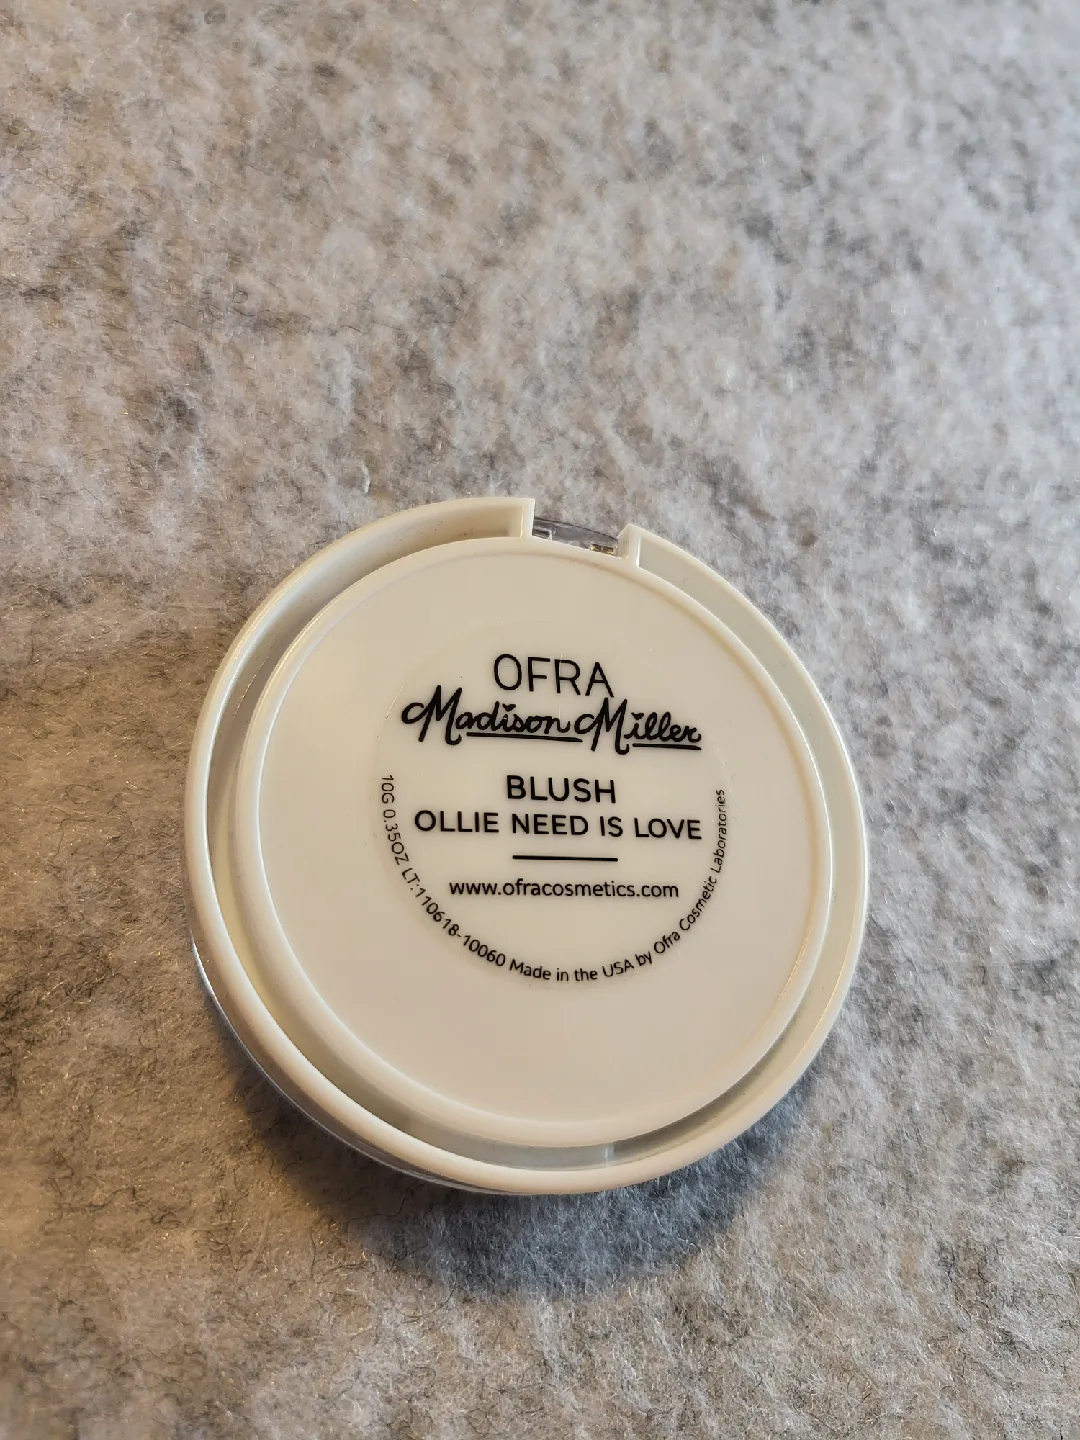 OFRA
Madison Miller
BLUSH
OLLIE NEED IS LOVE
www.ofracosmetics.com
10G 0.35OZ LT:110618-10060 Made in the USA by Ofra Cosmetic Laboratories